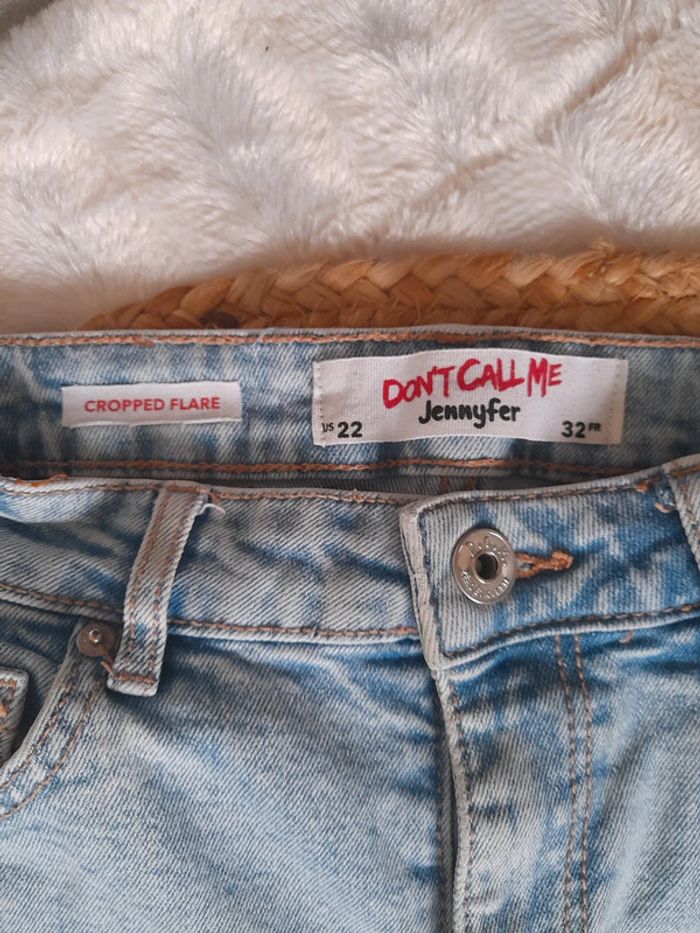 CROPPED FLARE
DON'T CALL ME
Jennyfer
US 22
32 FR